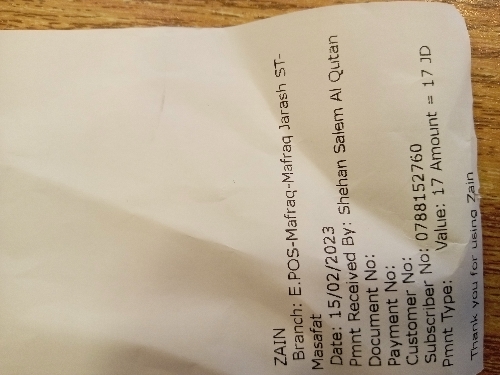 ZAIN
Branch: E.POS-Mafraq-Mafraq Jarash ST-
Masafat
Date: 15/02/2023
Pmnt Received By: Shehan Salem Al Qutan
Document No:
Payment No:
Customer No:
Subscriber No: 0788152760
Pmnt Type: Value: 17 Amount = 17 JD
Thank you for using Zain